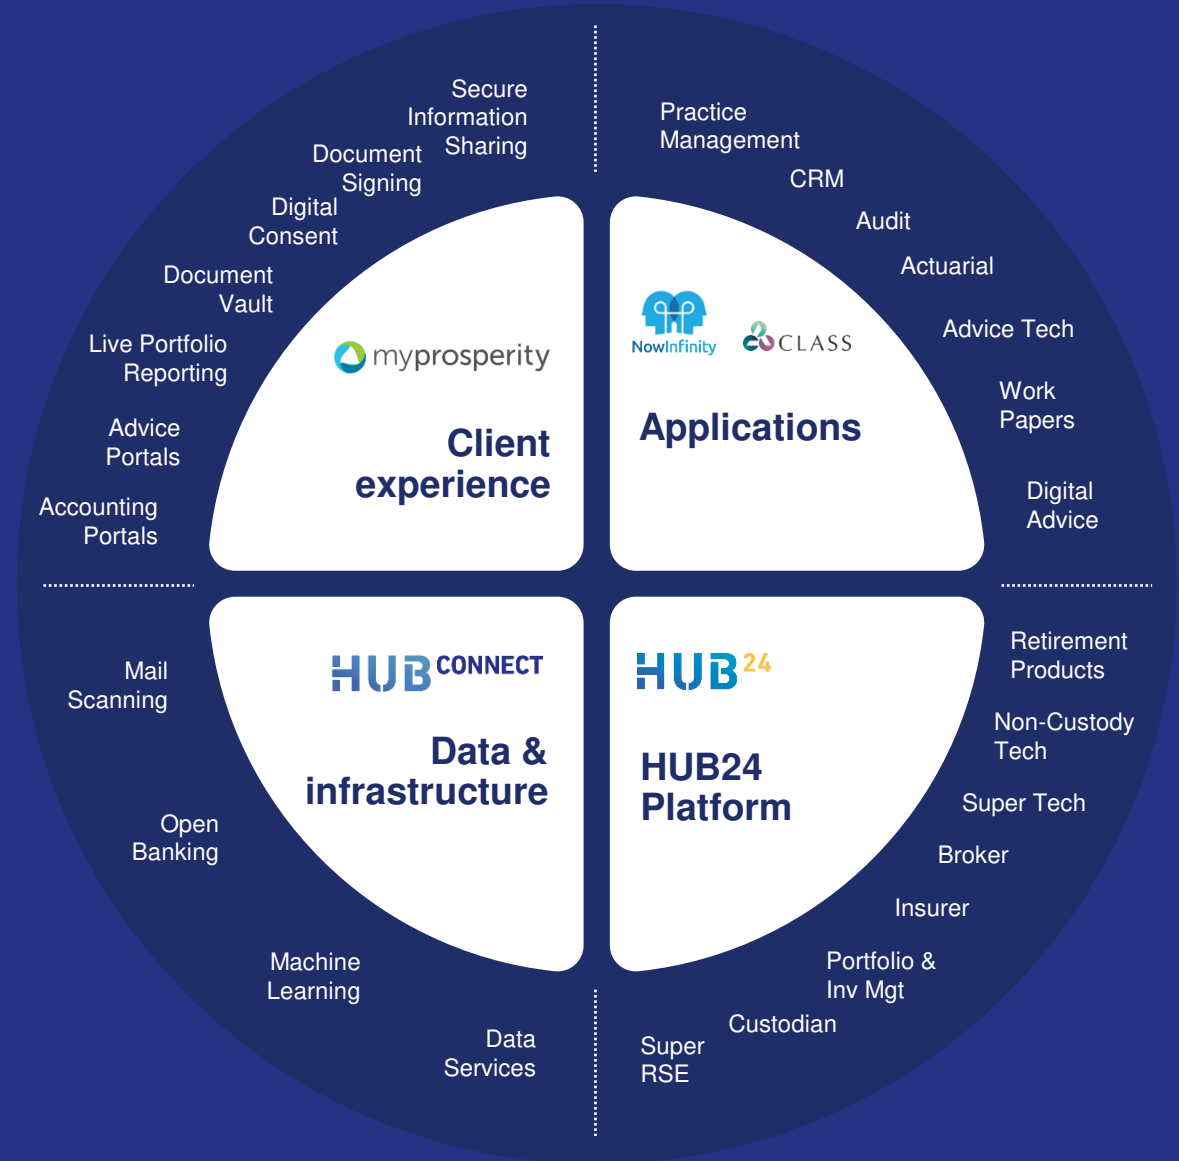 Secure
Information
Sharing
Document
Signing
Digital
Consent
Document
Vault
Live Portfolio
Reporting
Advice
Portals
Accounting
Portals
myprosperity
Client
experience
Practice
Management
CRM
Audit
Actuarial
Advice Tech
Work
Papers
Digital
Advice
NowInfinity
CLASS
Applications
Mail
Scanning
Open
Banking
Machine
Learning
Data
Services
HUB CONNECT
Data &
infrastructure
HUB 24
HUB24
Platform
Retirement
Products
Non-Custody
Tech
Super Tech
Broker
Insurer
Portfolio &
Inv Mgt
Custodian
Super
RSE